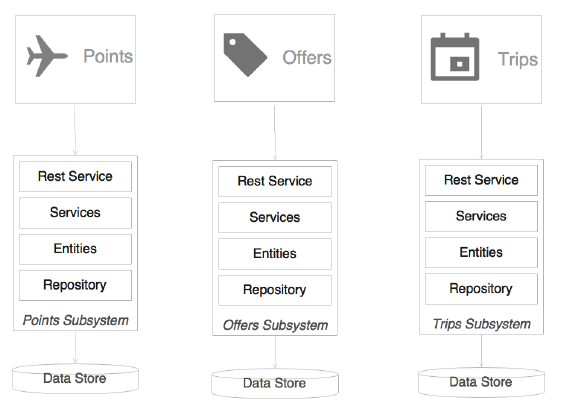 Points
Offers
Trips
Rest Service
Services
Entities
Repository
Points Subsystem
Data Store
Rest Service
Services
Entities
Repository
Offers Subsystem
Data Store
Rest Service
Services
Entities
Repository
Trips Subsystem
Data Store